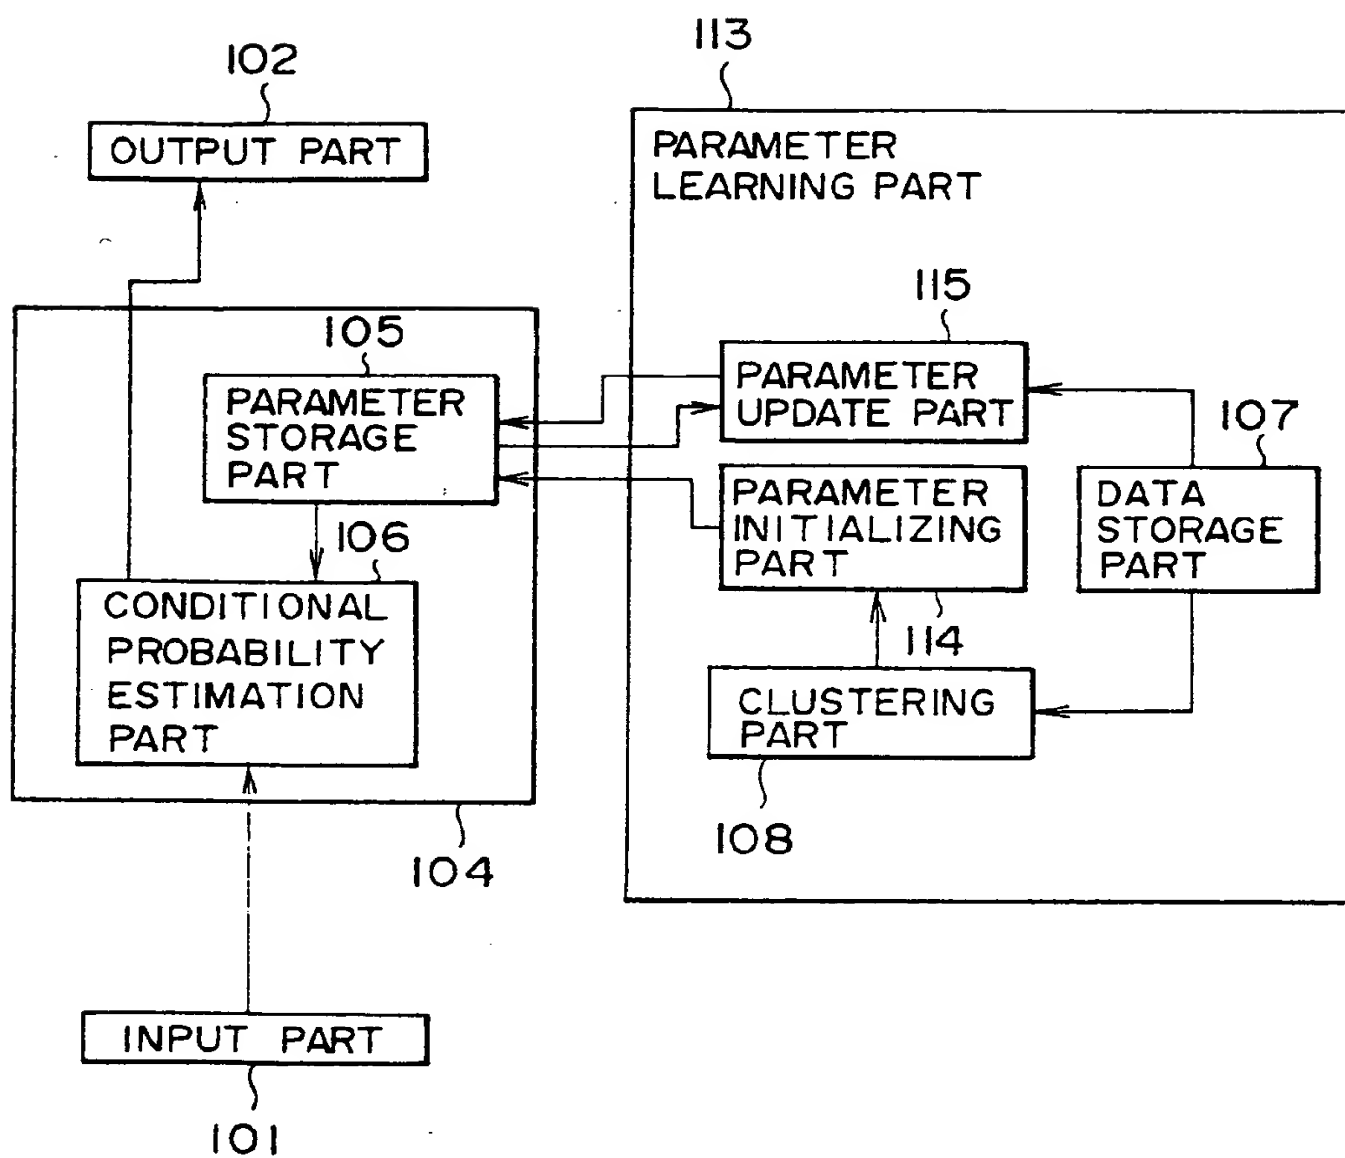 113
102
OUTPUT PART
PARAMETER
LEARNING PART
115
105
PARAMETER
UPDATE PART
PARAMETER
STORAGE
PART
107
PARAMETER
INITIALIZING
PART
DATA
STORAGE
PART
106
CONDITIONAL
PROBABILITY
ESTIMATION
PART
114
CLUSTERING
PART
108
104
INPUT PART
101